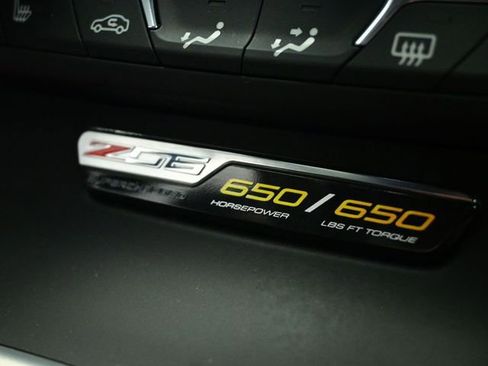 Z06
650 / 650
HORSEPOWER LBS FT TORQUE